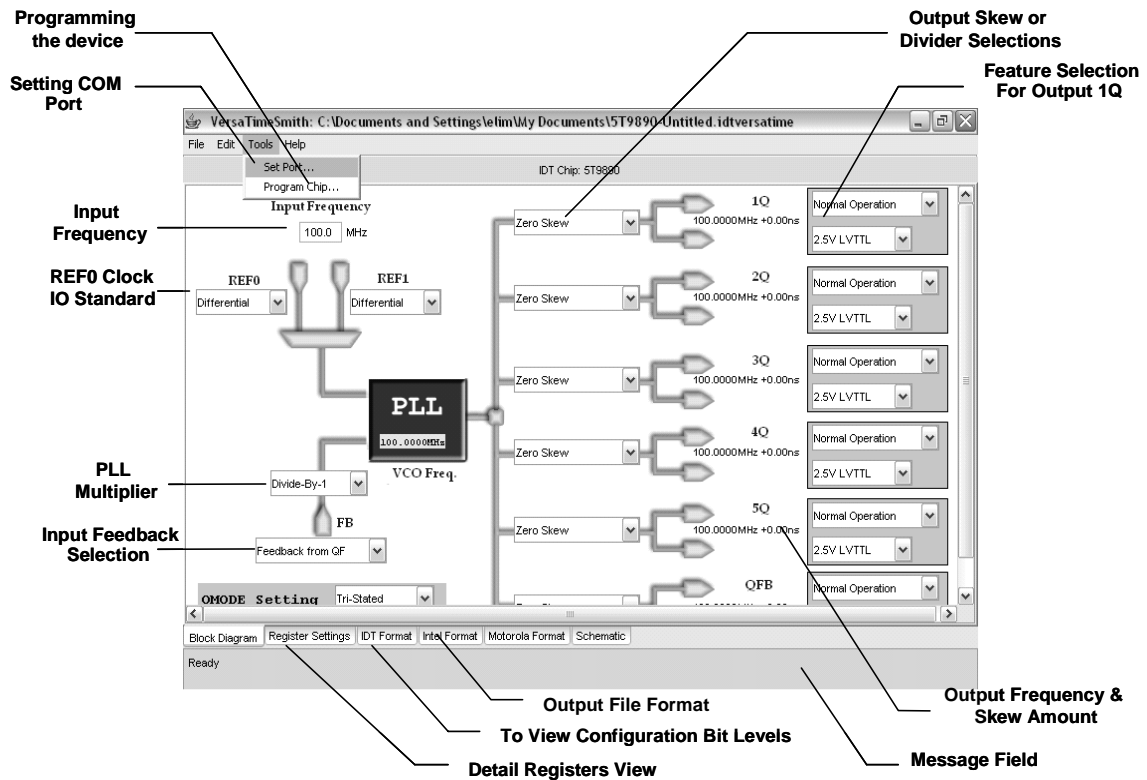 Programming
the device
Output Skew or
Divider Selections
Setting COM
Port
Feature Selection
For Output 1Q
VersaTimeSmith: C:\Documents and Settings\elim\My Documents\5T9890-Untitled.idtversatime
File Edit Tools Help
Set Port...
IDT Chip: 5T9890
Program Chip...
Input Frequency
100.0 MHz
Input
Frequency
REF0 Clock
IO Standard
REF0
REF1
Differential
Differential
PLL
100.0000MHz
VCO Freq.
PLL
Multiplier
Divide-By-1
FB
Input Feedback
Selection
Feedback from QF
OMODE Setting
Tri-Stated
Zero Skew
1Q
100.0000MHz +0.00ns
Normal Operation
2.5V LVTTL
Zero Skew
2Q
100.0000MHz +0.00ns
Normal Operation
2.5V LVTTL
Zero Skew
3Q
100.0000MHz +0.00ns
Normal Operation
2.5V LVTTL
Zero Skew
4Q
100.0000MHz +0.00ns
Normal Operation
2.5V LVTTL
Zero Skew
5Q
100.0000MHz +0.00ns
Normal Operation
2.5V LVTTL
QFB
Normal Operation
Block Diagram
Register Settings
IDT Format
Intel Format
Motorola Format
Schematic
Ready
Output File Format
To View Configuration Bit Levels
Detail Registers View
Output Frequency &
Skew Amount
Message Field